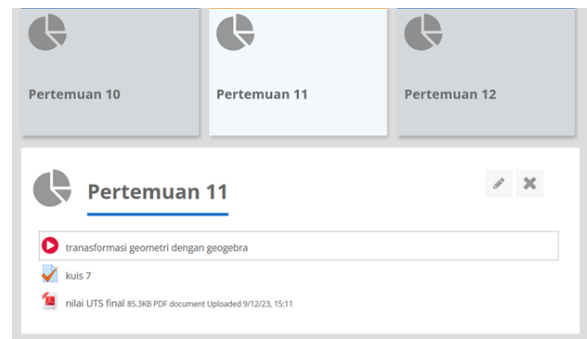 Pertemuan 10
Pertemuan 11
Pertemuan 12
Pertemuan 11
tranasformasi geometri dengan geogebra
kuis 7
nilai UTS final 85.3KB PDF document Uploaded 9/12/23, 15:11